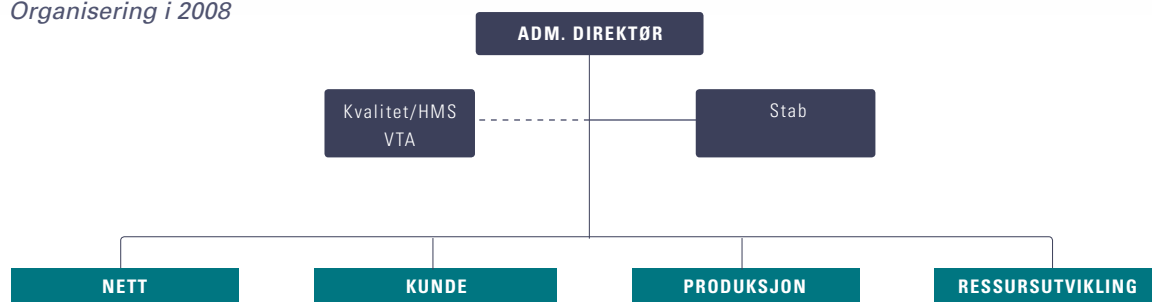 Organisering i 2008
ADM. DIREKTØR
Kvalitet/HMS
VTA
Stab
NETT
KUNDE
PRODUKSJON
RESSURSUTVIKLING